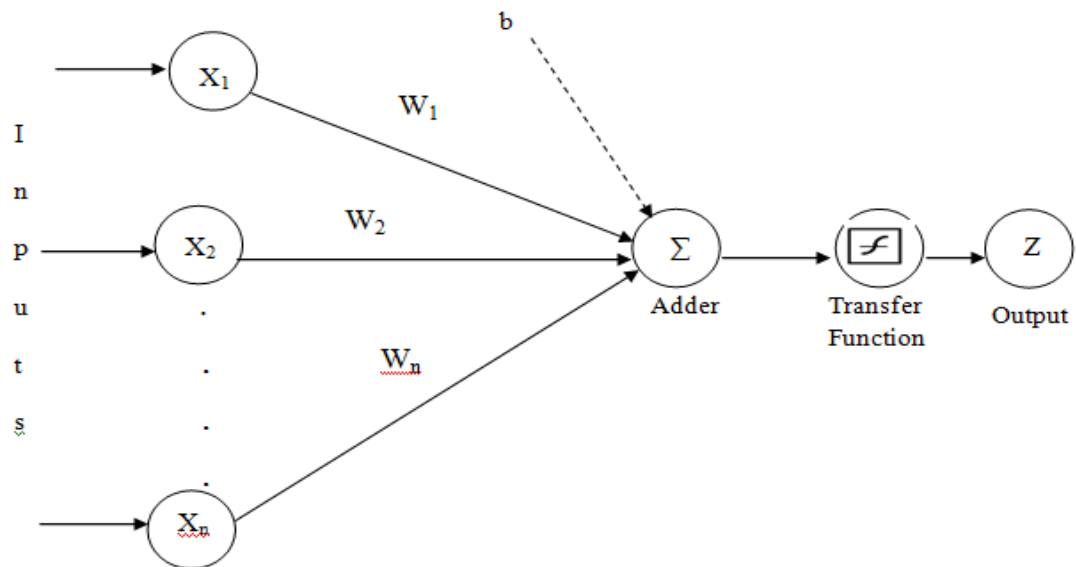 b
X1
W1
I
n
p
u
t
s
W2
X2
Σ
Z
Adder
Transfer
Function
Output
Wn
Xn